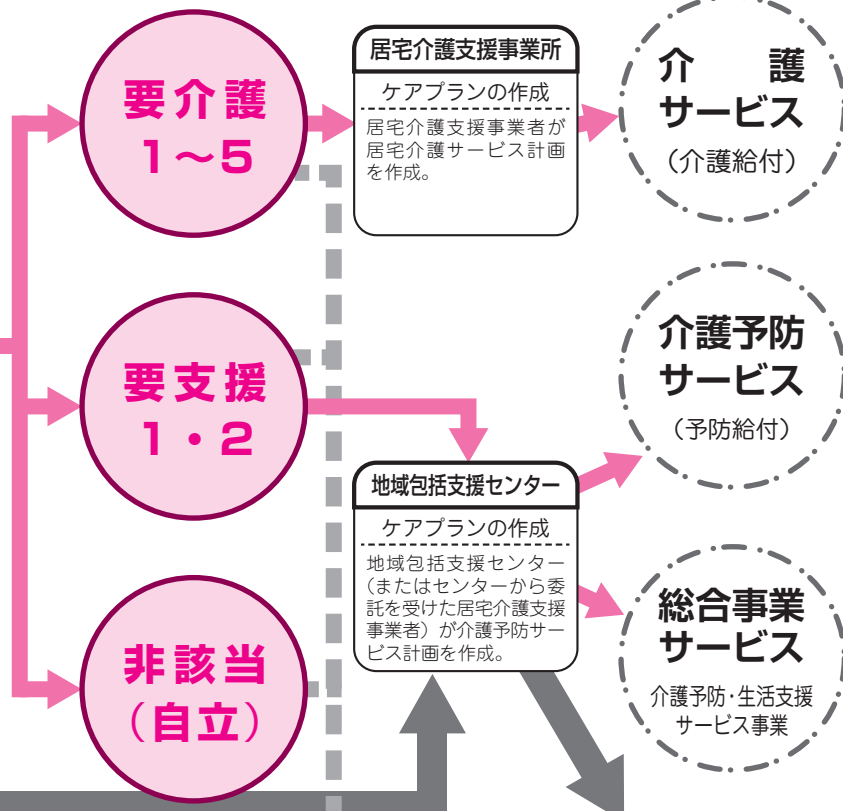 要介護
1～5
居宅介護支援事業所
ケアプランの作成
居宅介護支援事業者が
居宅介護サービス計画
を作成。
介　護
サービス
（介護給付）
要支援
1・2
地域包括支援センター
ケアプランの作成
地域包括支援センター
（またはセンターから委
託を受けた居宅介護支援
事業者）が介護予防サー
ビス計画を作成。
介護予防
サービス
（予防給付）
非該当
（自立）
総合事業
サービス
介護予防・生活支援
サービス事業